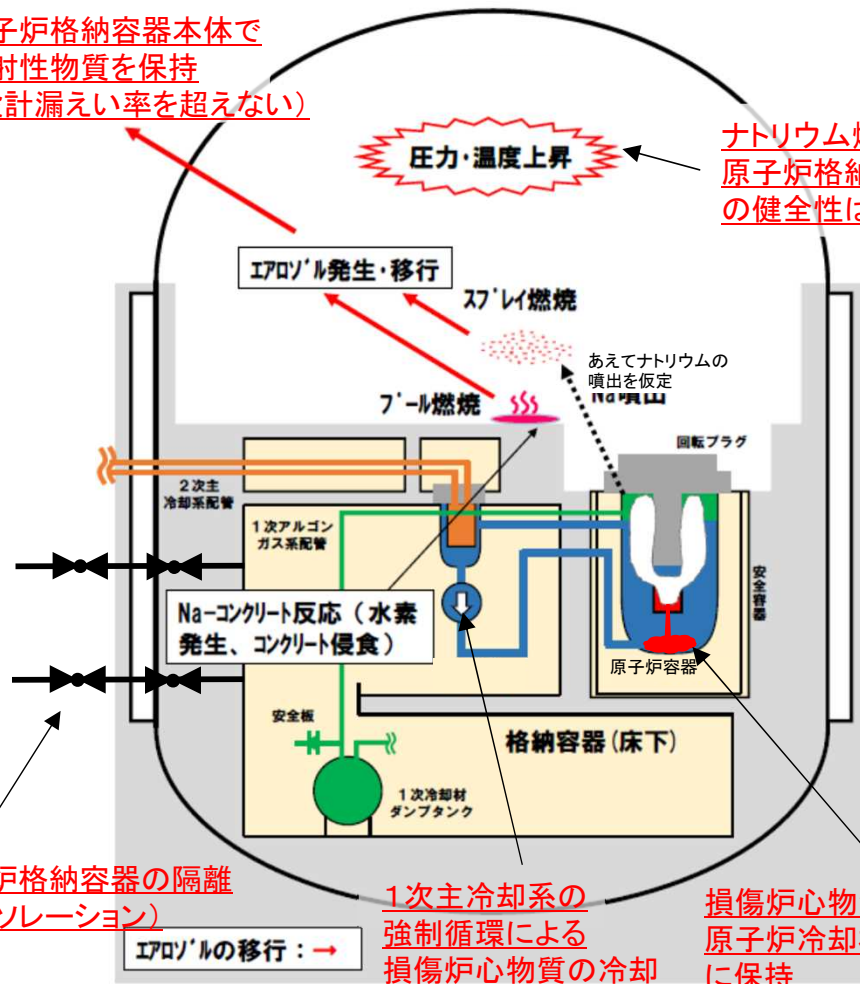 子炉格納容器本体で
射性物質を保持
計漏えい率を超えない）
圧力・温度上昇
ナトリウム
原子炉格納
の健全性は
ｴｱﾛｿﾞﾙ発生・移行
ｽﾌﾟﾚｲ燃焼
あえてナトリウムの
噴出を仮定
Na噴出
ﾌﾟｰﾙ燃焼
回転プラグ
２次主
冷却系配管
１次アルゴン
ガス系配管
安全容器
Na-ｺﾝｸﾘｰﾄ反応（水素
発生、ｺﾝｸﾘｰﾄ侵食）
原子炉容器
安全板
格納容器(床下)
１次冷却材
ダンプタンク
炉格納容器の隔離
ソレーション）
１次主冷却系の
強制循環による
損傷炉心物質の冷却
損傷炉心物
原子炉冷却
に保持
ｴｱﾛｿﾞﾙの移行：→